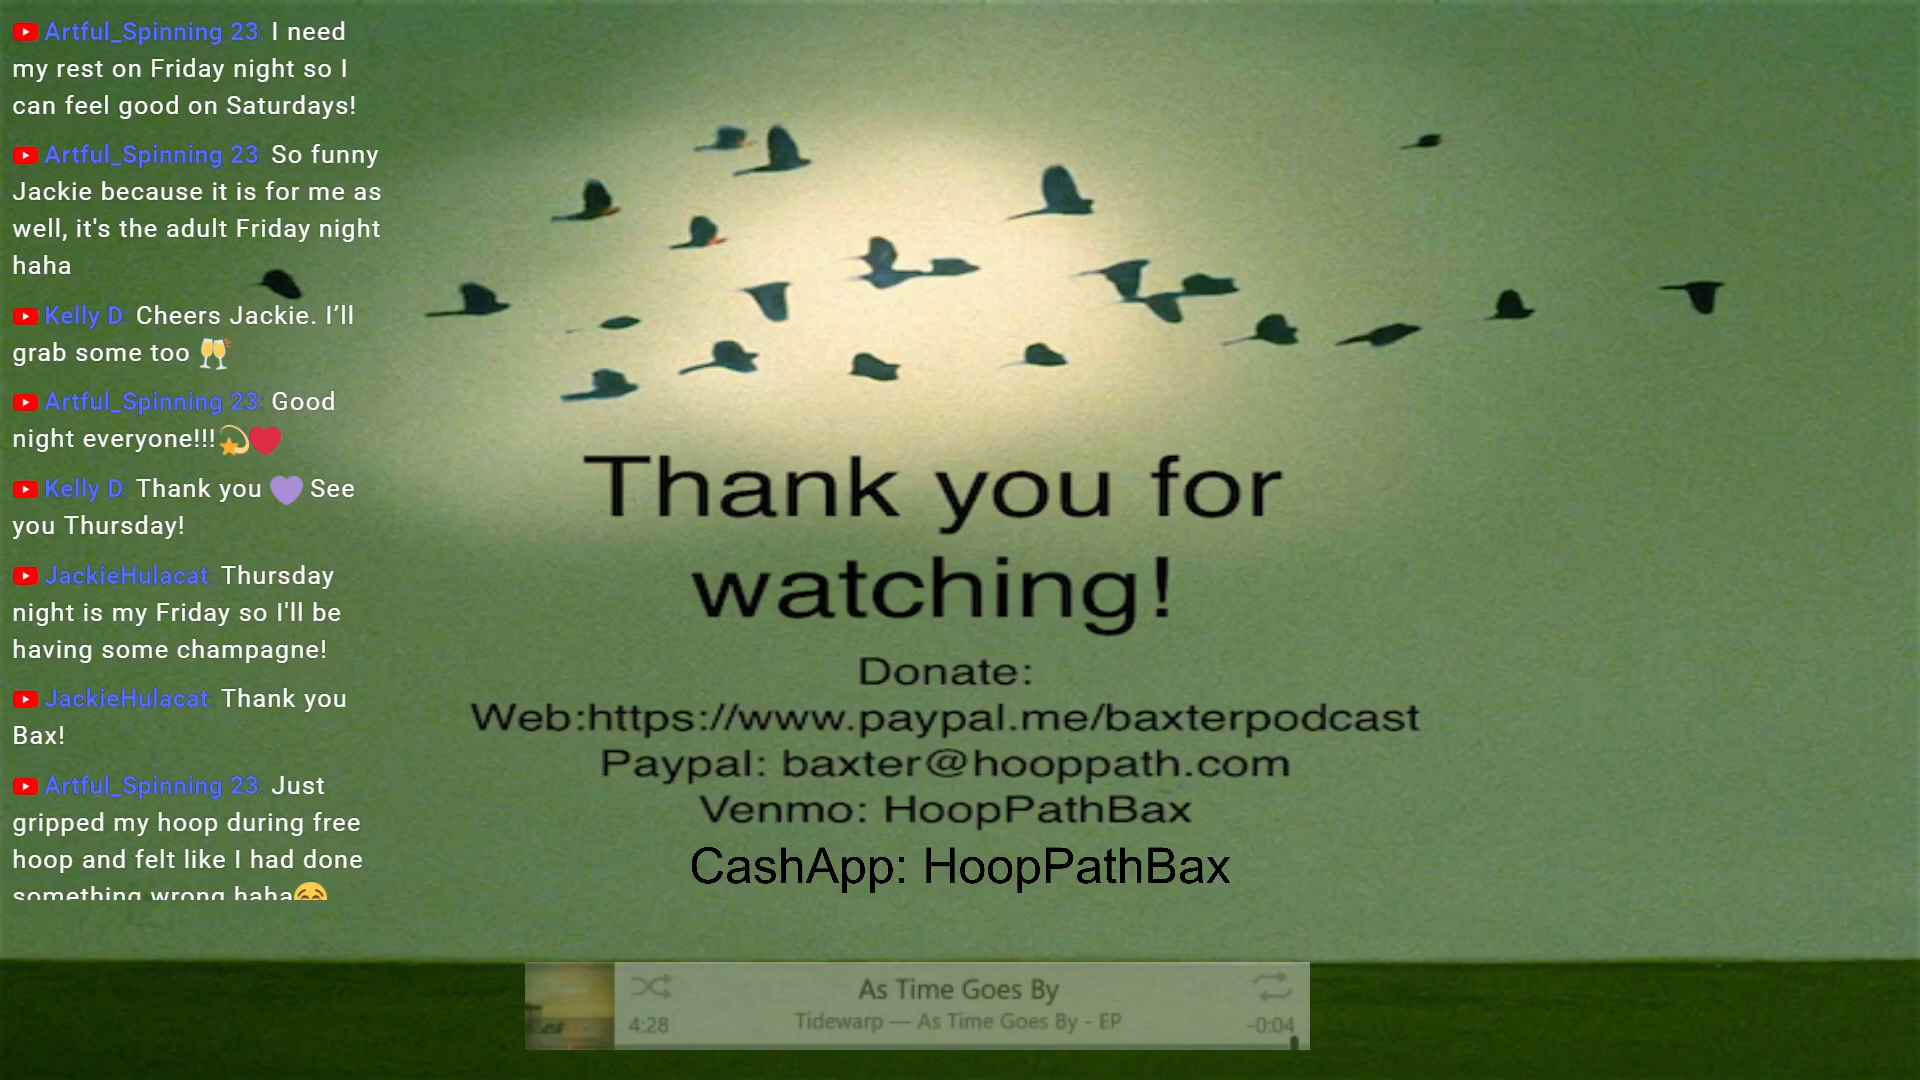 Artful_Spinning 23: I need
my rest on Friday night so I
can feel good on Saturdays!
Artful_Spinning 23: So funny
Jackie because it is for me as
well, it's the adult Friday night
haha
Kelly D: Cheers Jackie. I’ll
grab some too 🥂
Artful_Spinning 23: Good
night everyone!!!💫❤️
Kelly D: Thank you 💜 See
you Thursday!
JackieHulacat: Thursday
night is my Friday so I'll be
having some champagne!
JackieHulacat: Thank you
Bax!
Artful_Spinning 23: Just
gripped my hoop during free
hoop and felt like I had done
something wrong haha😂
Thank you for
watching!
Donate:
Web:https://www.paypal.me/baxterpodcast
Paypal: baxter@hooppath.com
Venmo: HoopPathBax
CashApp: HoopPathBax
As Time Goes By
4:28
Tidewarp — As Time Goes By - EP
-0:04